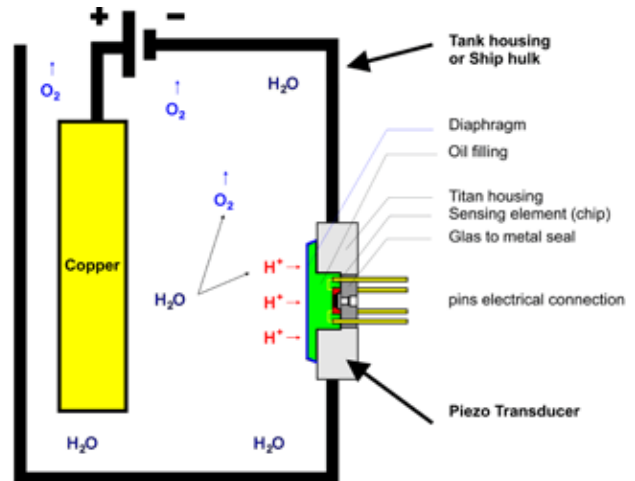 + −
Tank housing
or Ship hulk
↑
O2
↑
O2
H2O
Diaphragm
Oil filling
Titan housing
Sensing element (chip)
Glas to metal seal
↑
O2
Copper
H+→
H2O
H+→
pins electrical connection
H+→
Piezo Transducer
H2O
H2O